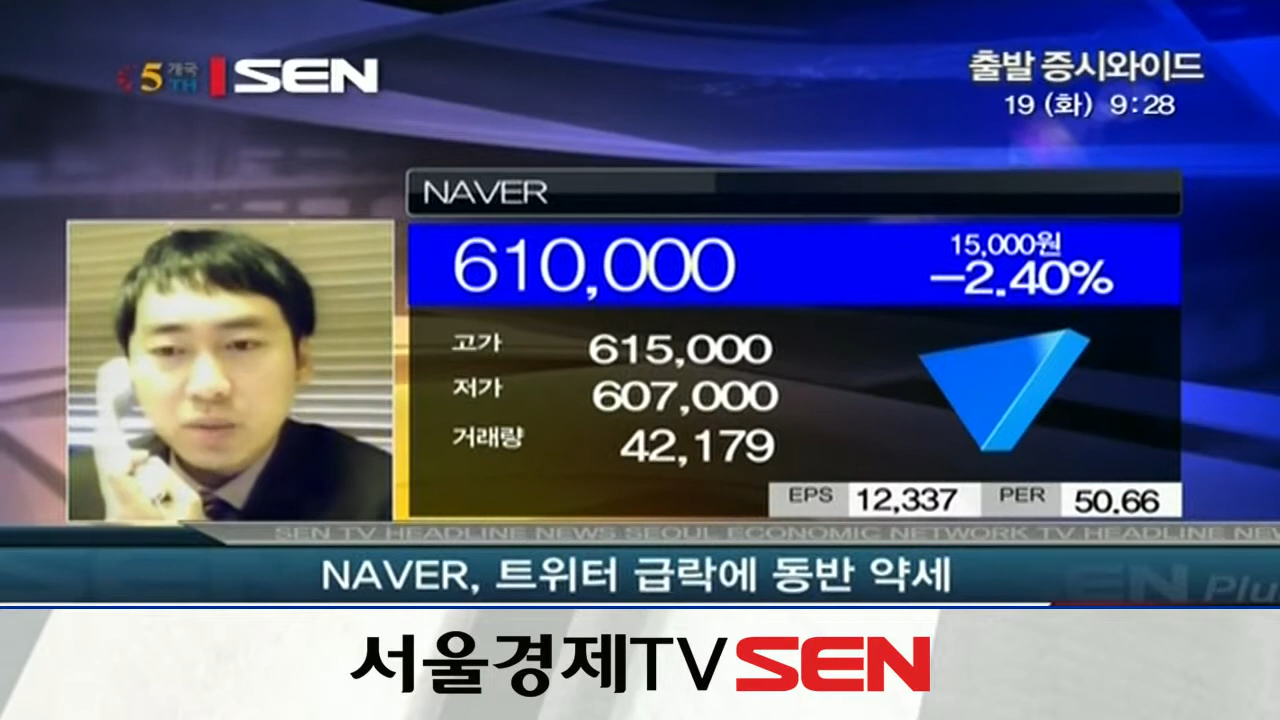 5 개국 TH SEN
출발 증시와이드
19 (화) 9:28
NAVER
610,000
15,000원
-2.40%
고가 615,000
저가 607,000
거래량 42,179
EPS 12,337 PER 50.66
SEN TV HEADLINE NEWS SEOUL ECONOMIC NETWORK TV HEADLINE NEW
NAVER, 트위터 급락에 동반 약세
EN Plu
서울경제TV SEN